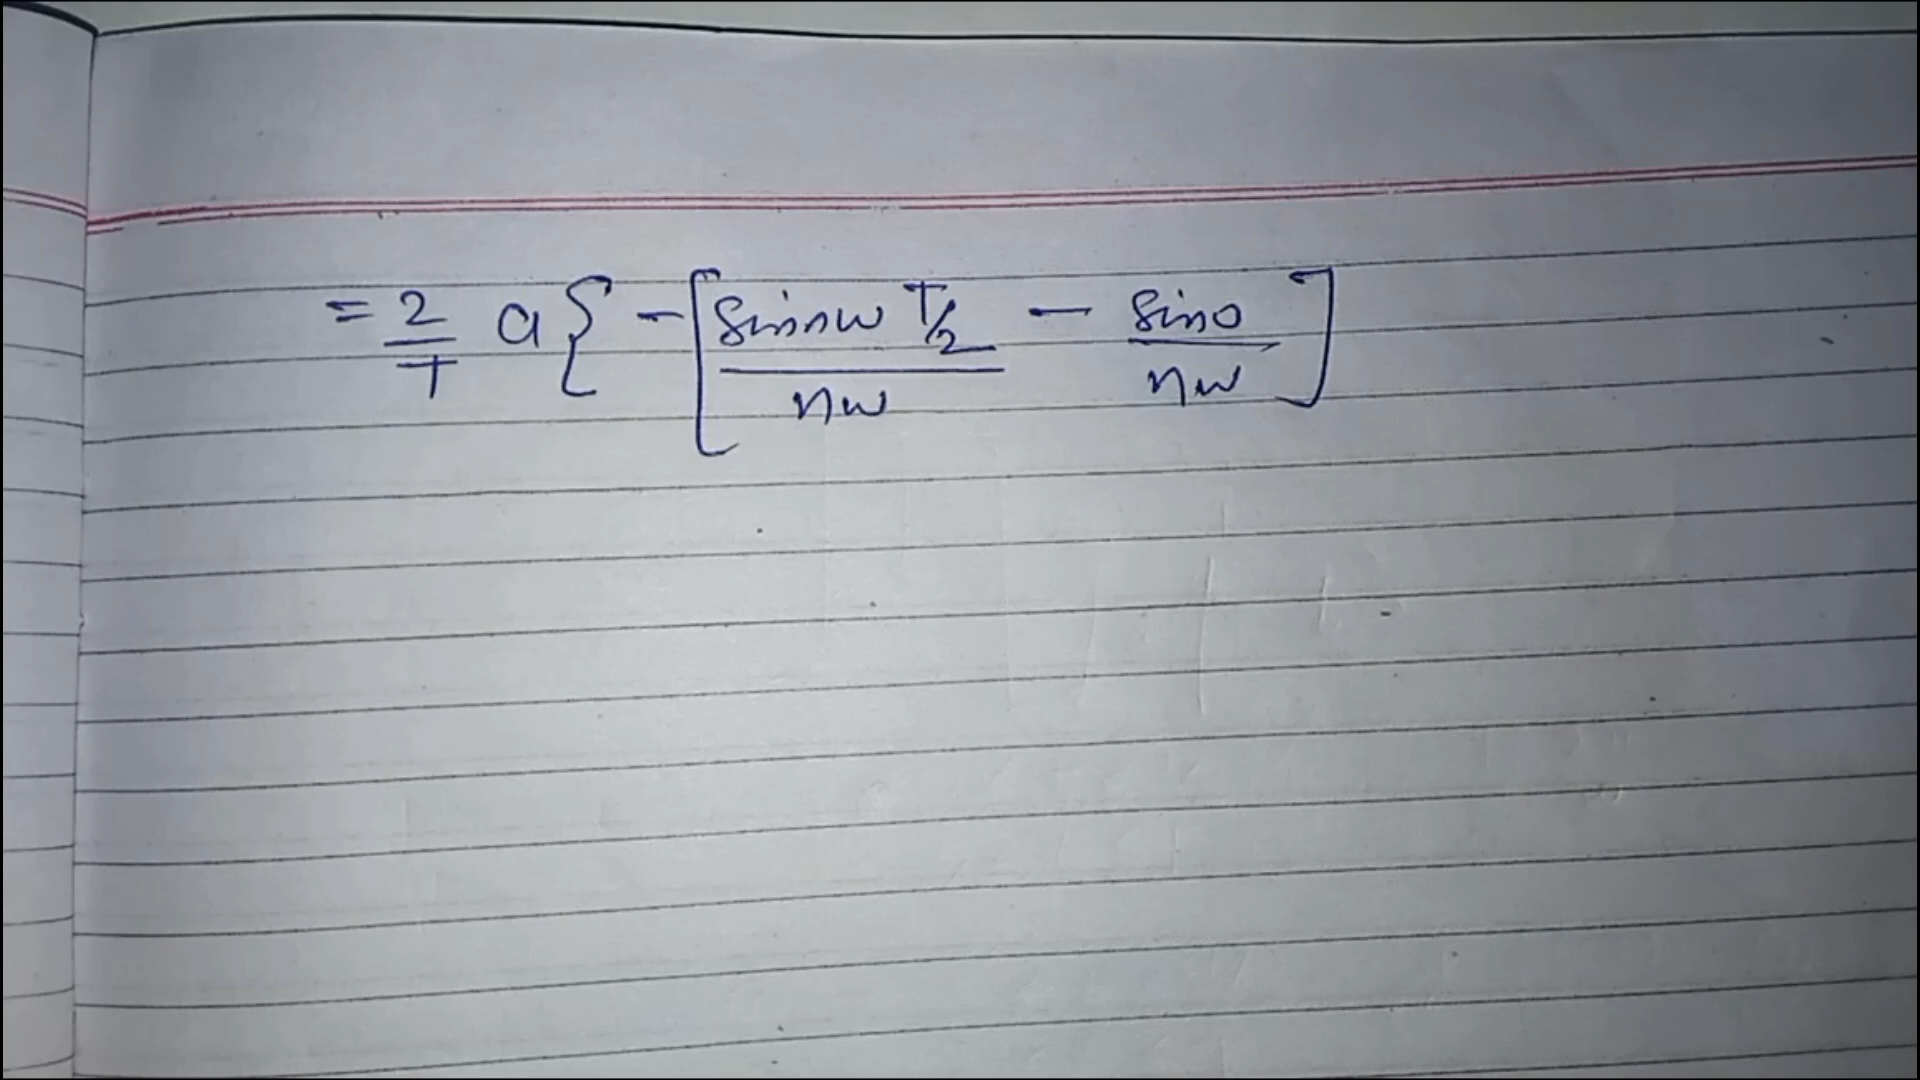 = 2/T a { - [ sin nω T/2 / nω - sin 0 / nω ]